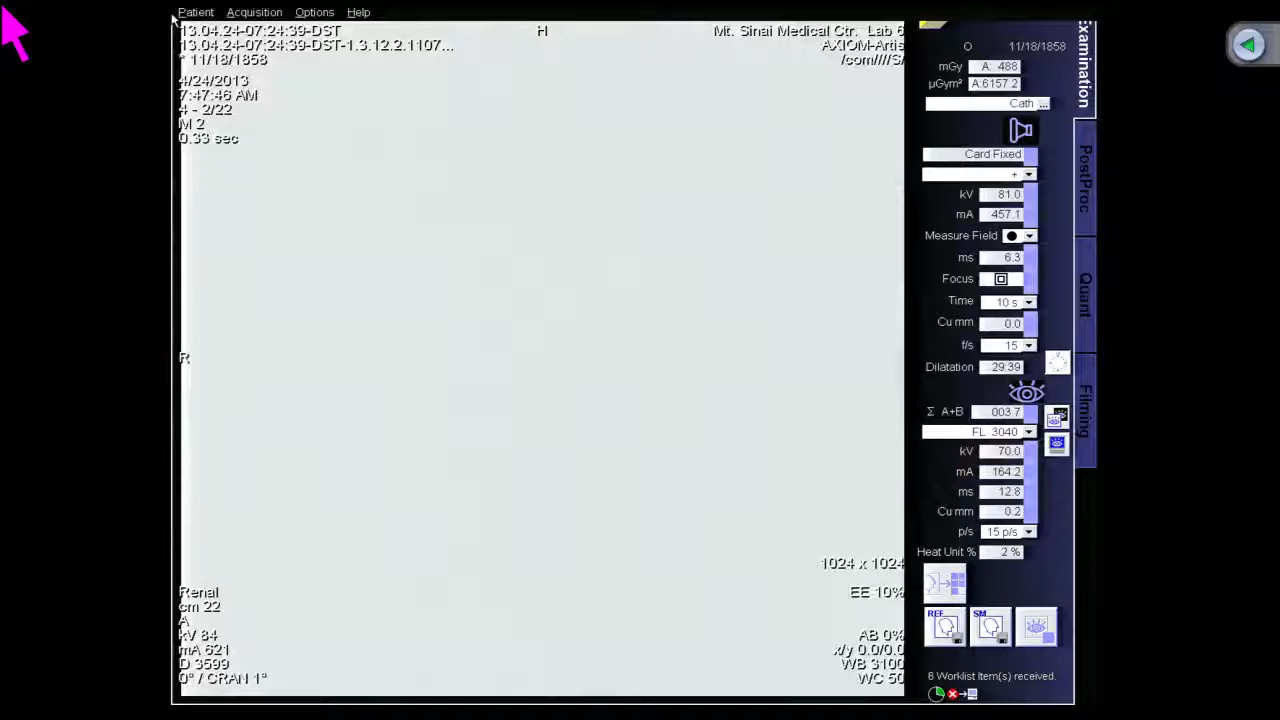 Patient Acquisition Options Help
13.04.24-07:24:39-DST
13.04.24-07:24:39-DST-1.3.12.2.1107...
* 11/18/1858
4/24/2013
7:47:46 AM
4 - 2/22
M 2
0.33 sec
H
Mt. Sinai Medical Ctr. Lab 6
AXIOM-Artis
/com////S/
R
Renal
cm 22
A
kV 84
mA 621
D 3599
0° / CRAN 1°
1024 x 1024
EE 10%
AB 0%
x/y 0.0/0.0
WB 3100
WC 50
O 11/18/1858
mGy A: 488
µGym² A:6157.2
Cath ...
Card Fixed
+
kV 81.0
mA 457.1
Measure Field
ms 6.3
Focus
Time 10 s
Cu mm 0.0
f/s 15
Dilatation 29:39
Σ A+B 003.7
FL 3040
kV 70.0
mA 164.2
ms 12.8
Cu mm 0.2
p/s 15 p/s
Heat Unit % 2 %
REF SM
6 Worklist Item(s) received.
Examination
PostProc
Quant
Filming